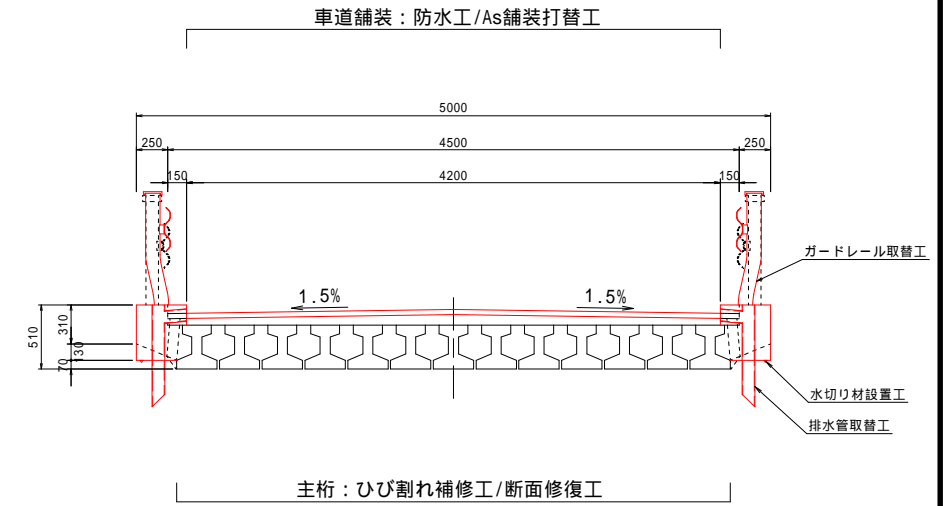 車道舗装：防水工/As舗装打替工
5000
250 4500 250
150 4200 150
ガードレール取替工
1.5% 1.5%
510
310
130
70
水切り材設置工
排水管取替工
主桁：ひび割れ補修工/断面修復工